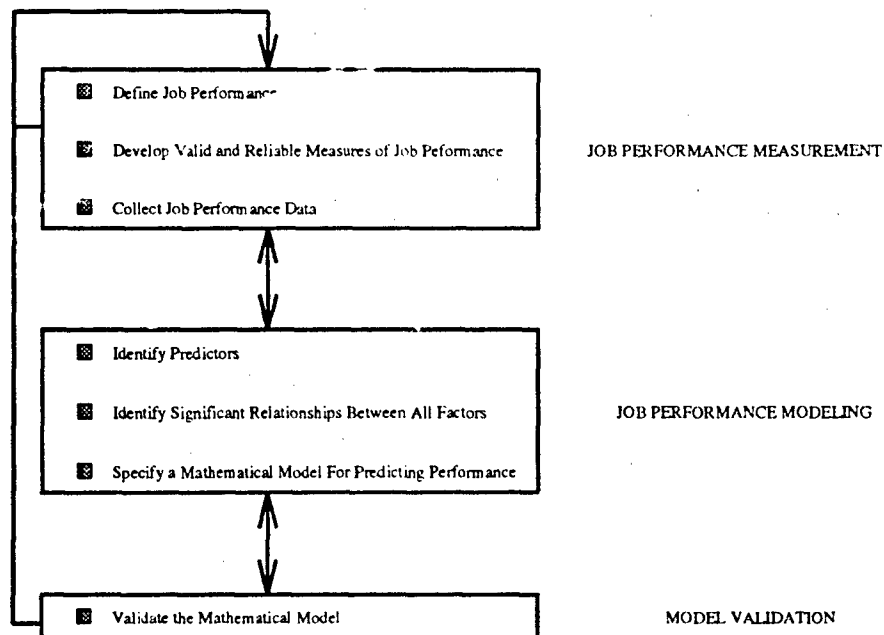 Define Job Performance
Develop Valid and Reliable Measures of Job Peformance
JOB PERFORMANCE MEASUREMENT
Collect Job Performance Data
Identify Predictors
Identify Significant Relationships Between All Factors
JOB PERFORMANCE MODELING
Specify a Mathematical Model For Predicting Performance
Validate the Mathematical Model
MODEL VALIDATION